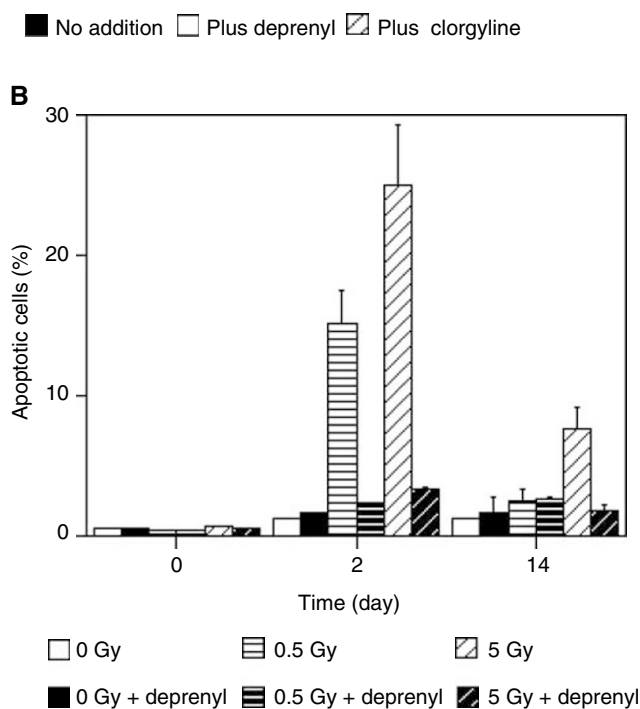 No addition Plus deprenyl Plus clorgyline
B
30
20
10
0
Apoptotic cells (%)
0 2 14
Time (day)
0 Gy 0.5 Gy 5 Gy
0 Gy + deprenyl 0.5 Gy + deprenyl 5 Gy + deprenyl